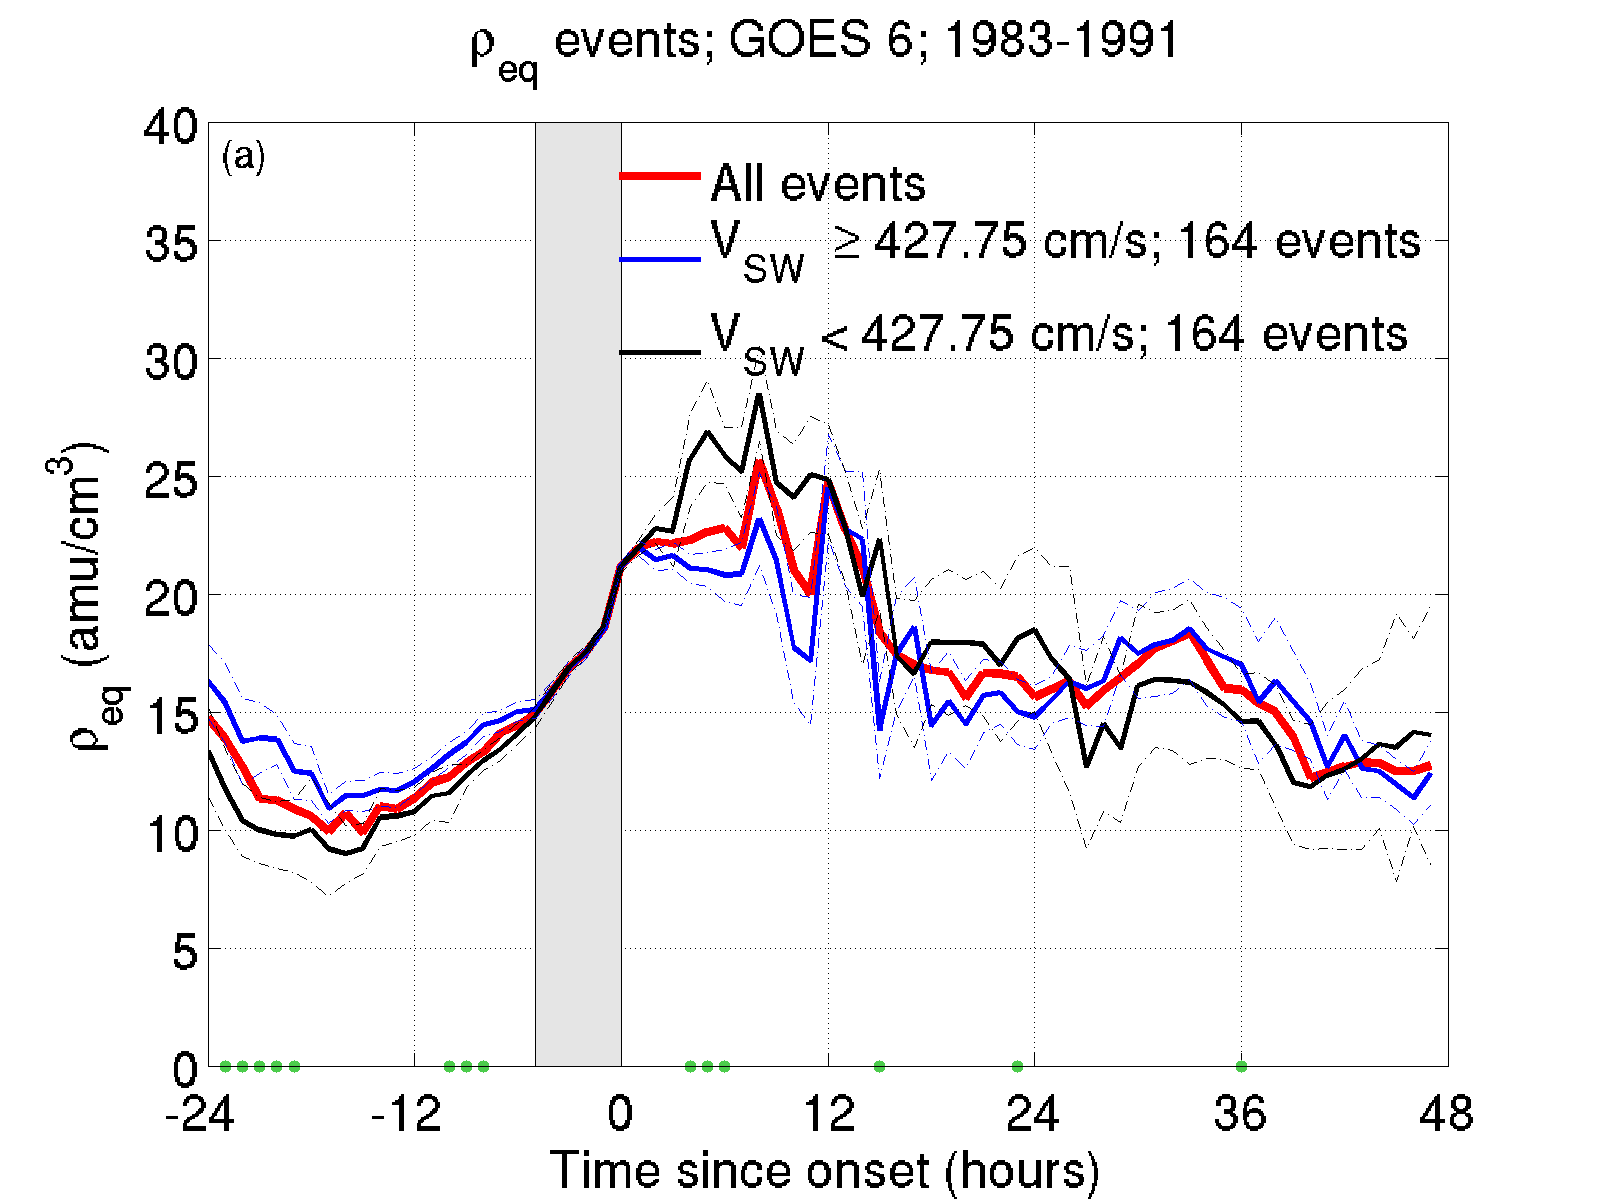 ρeq events; GOES 6; 1983-1991
(a)
All events
VSW ≥ 427.75 cm/s; 164 events
VSW < 427.75 cm/s; 164 events
40
35
30
25
20
15
10
5
0
ρeq (amu/cm³)
-24 -12 0 12 24 36 48
Time since onset (hours)